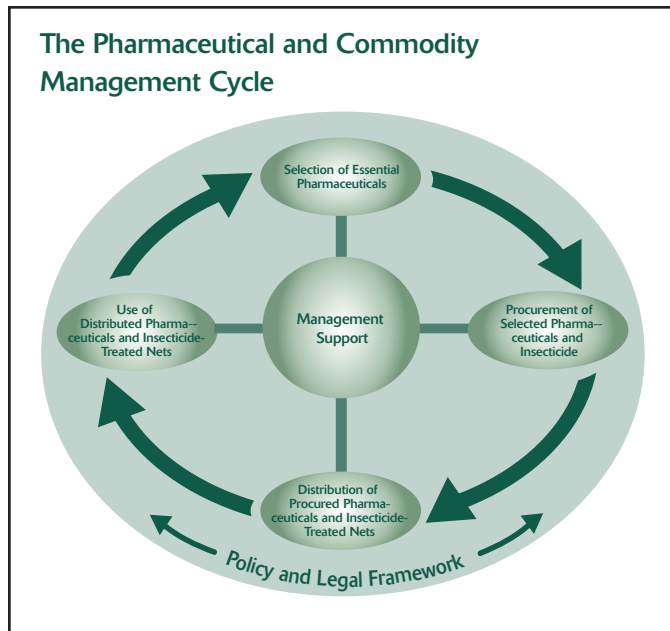 The Pharmaceutical and Commodity
Management Cycle
Selection of Essential
Pharmaceuticals
Use of
Distributed Pharma--
ceuticals and Insecticide-
Treated Nets
Management
Support
Procurement of
Selected Pharma--
ceuticals and
Insecticide
Distribution of
Procured Pharma-
ceuticals and Insecticide-
Treated Nets
Policy and Legal Framework